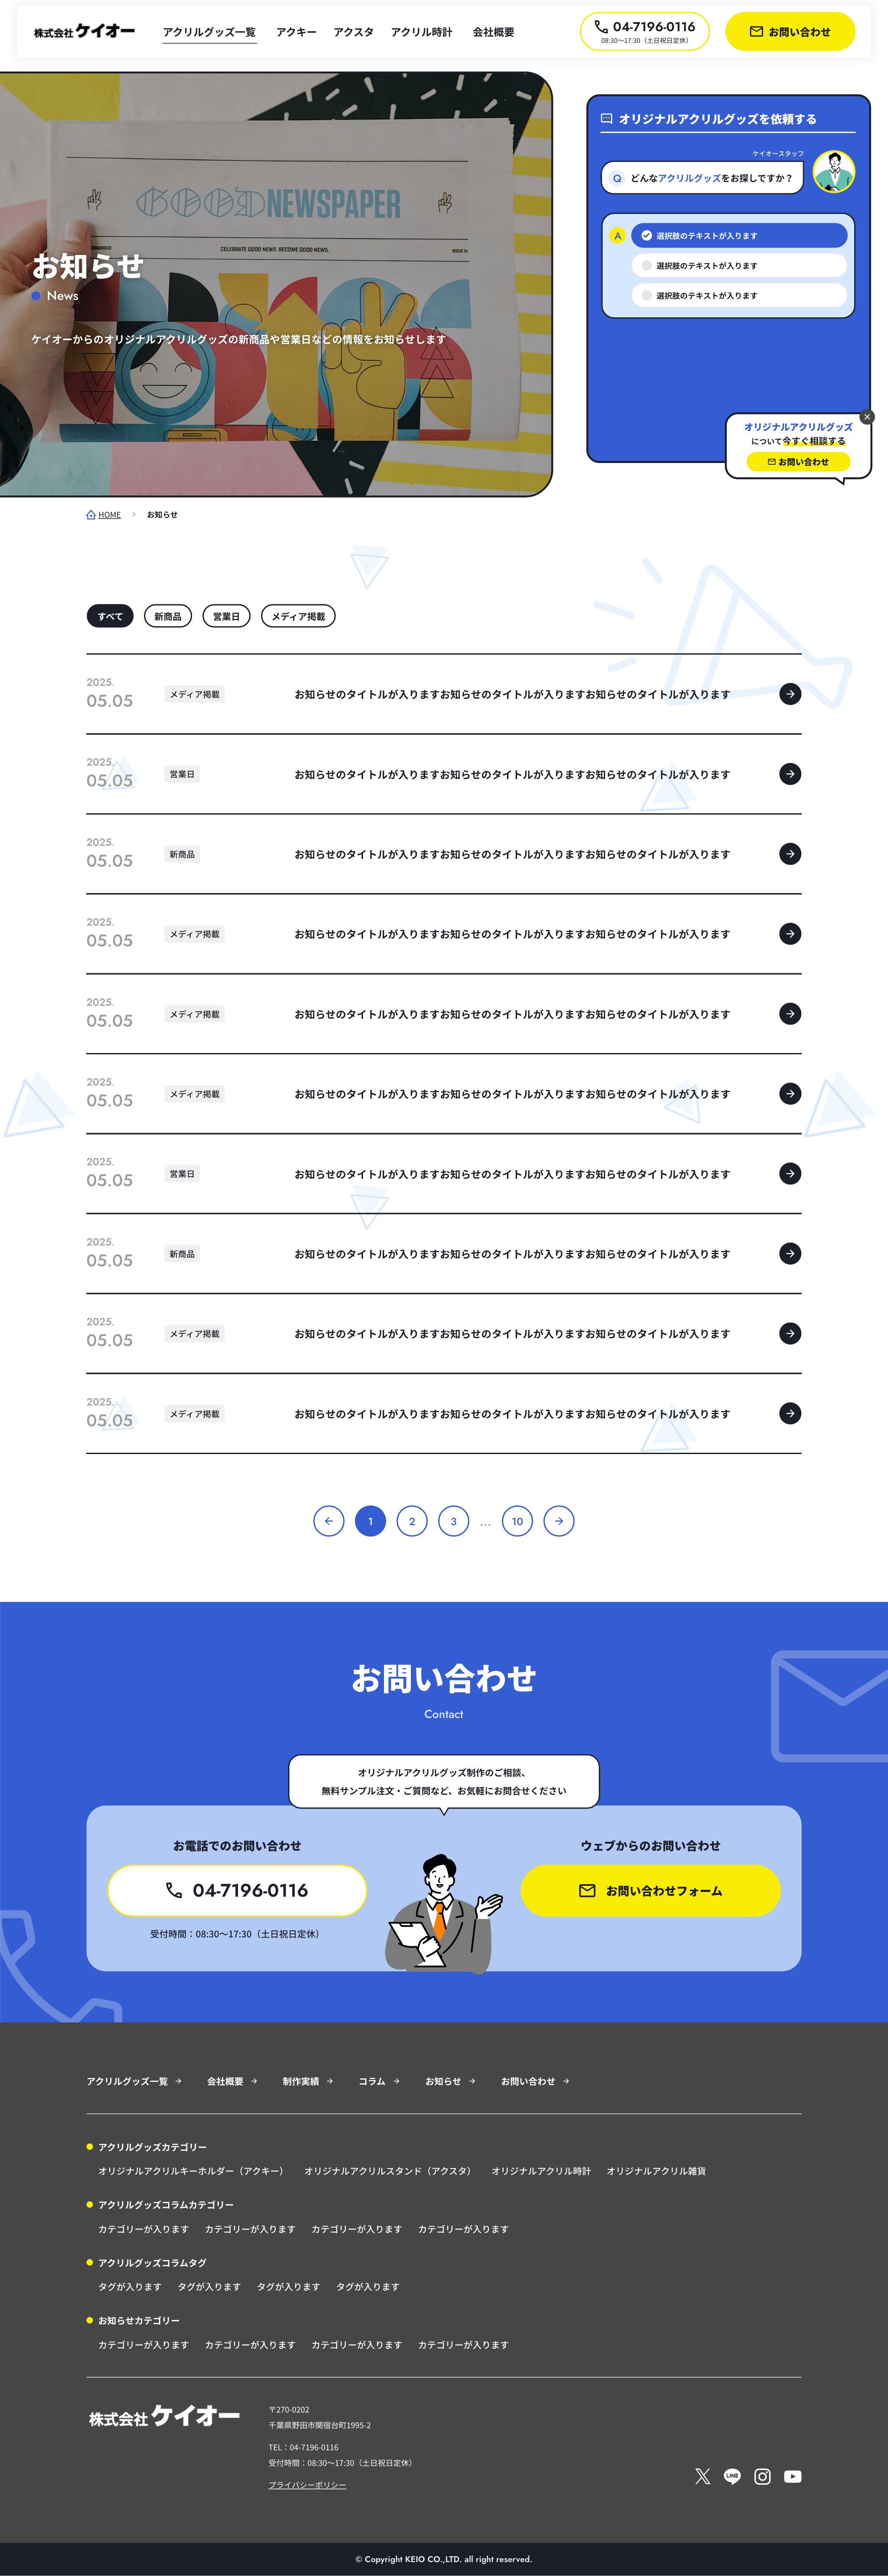 株式会社 ケイオー
アクリルグッズ一覧
アクキー
アクスタ
アクリル時計
会社概要
04-7196-0116
08:30〜17:30（土日祝日定休）
お問い合わせ
GOOD NEWSPAPER
CELEBRATE GOOD NEWS. BECOME GOOD NEWS.
お知らせ
News
ケイオーからのオリジナルアクリルグッズの新商品や営業日などの情報をお知らせします
オリジナルアクリルグッズを依頼する
ケイオースタッフ
Q どんなアクリルグッズをお探しですか？
A 選択肢のテキストが入ります
選択肢のテキストが入ります
選択肢のテキストが入ります
オリジナルアクリルグッズ
について今すぐ相談する
お問い合わせ
HOME
お知らせ
すべて
新商品
営業日
メディア掲載
2025.
05.05
メディア掲載
お知らせのタイトルが入りますお知らせのタイトルが入りますお知らせのタイトルが入ります
2025.
05.05
営業日
お知らせのタイトルが入りますお知らせのタイトルが入りますお知らせのタイトルが入ります
2025.
05.05
新商品
お知らせのタイトルが入りますお知らせのタイトルが入りますお知らせのタイトルが入ります
2025.
05.05
メディア掲載
お知らせのタイトルが入りますお知らせのタイトルが入りますお知らせのタイトルが入ります
2025.
05.05
メディア掲載
お知らせのタイトルが入りますお知らせのタイトルが入りますお知らせのタイトルが入ります
2025.
05.05
メディア掲載
お知らせのタイトルが入りますお知らせのタイトルが入りますお知らせのタイトルが入ります
2025.
05.05
営業日
お知らせのタイトルが入りますお知らせのタイトルが入りますお知らせのタイトルが入ります
2025.
05.05
新商品
お知らせのタイトルが入りますお知らせのタイトルが入りますお知らせのタイトルが入ります
2025.
05.05
メディア掲載
お知らせのタイトルが入りますお知らせのタイトルが入りますお知らせのタイトルが入ります
2025.
05.05
メディア掲載
お知らせのタイトルが入りますお知らせのタイトルが入りますお知らせのタイトルが入ります
1 2 3 … 10
お問い合わせ
Contact
オリジナルアクリルグッズ制作のご相談、
無料サンプル注文・ご質問など、お気軽にお問合せください
お電話でのお問い合わせ
04-7196-0116
受付時間：08:30〜17:30（土日祝日定休）
ウェブからのお問い合わせ
お問い合わせフォーム
アクリルグッズ一覧
会社概要
制作実績
コラム
お知らせ
お問い合わせ
アクリルグッズカテゴリー
オリジナルアクリルキーホルダー（アクキー）
オリジナルアクリルスタンド（アクスタ）
オリジナルアクリル時計
オリジナルアクリル雑貨
アクリルグッズコラムカテゴリー
カテゴリーが入ります カテゴリーが入ります カテゴリーが入ります カテゴリーが入ります
アクリルグッズコラムタグ
タグが入ります タグが入ります タグが入ります タグが入ります
お知らせカテゴリー
カテゴリーが入ります カテゴリーが入ります カテゴリーが入ります カテゴリーが入ります
株式会社 ケイオー
〒270-0202
千葉県野田市関宿台町1995-2
TEL：04-7196-0116
受付時間：08:30〜17:30（土日祝日定休）
プライバシーポリシー
LINE
© Copyright KEIO CO.,LTD. all right reserved.